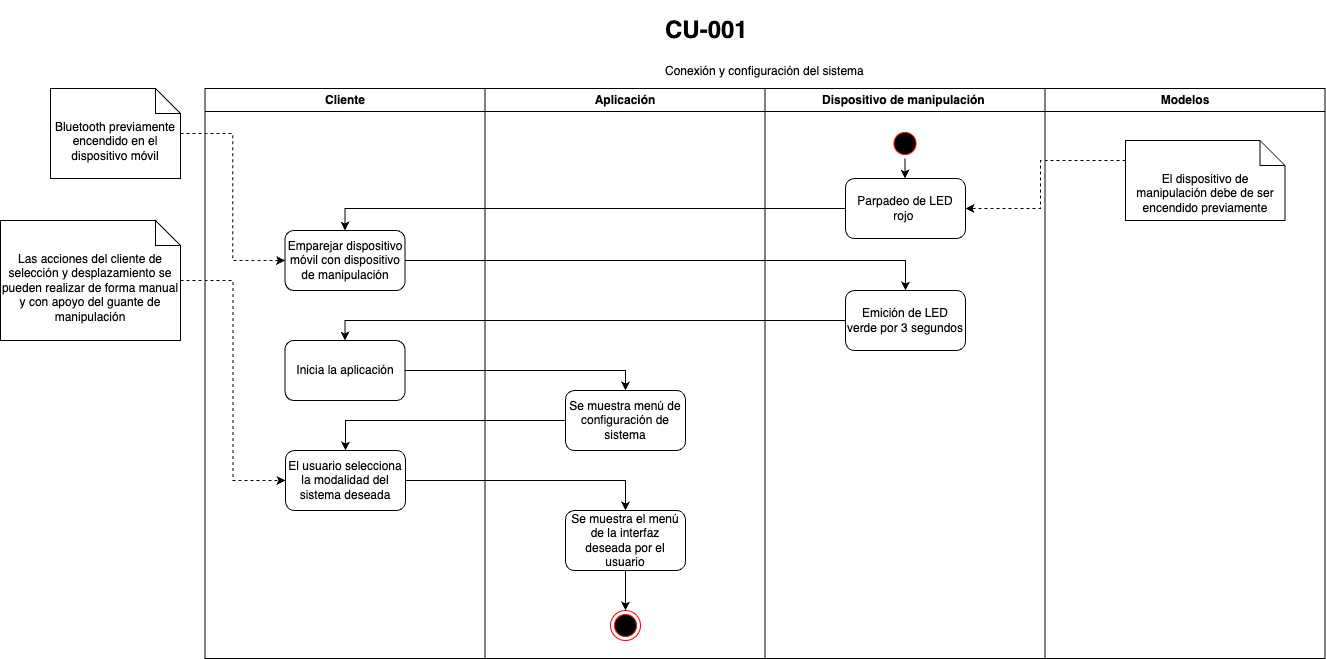 CU-001
Conexión y configuración del sistema
Cliente
Aplicación
Dispositivo de manipulación
Modelos
Bluetooth previamente
encendido en el
dispositivo móvil
El dispositivo de
manipulación debe de ser
encendido previamente
Parpadeo de LED
rojo
Las acciones del cliente de
selección y desplazamiento se
pueden realizar de forma manual
y con apoyo del guante de
manipulación
Emparejar dispositivo
móvil con dispositivo
de manipulación
Emición de LED
verde por 3 segundos
Inicia la aplicación
Se muestra menú de
configuración de
sistema
El usuario selecciona
la modalidad del
sistema deseada
Se muestra el menú
de la interfaz
deseada por el
usuario